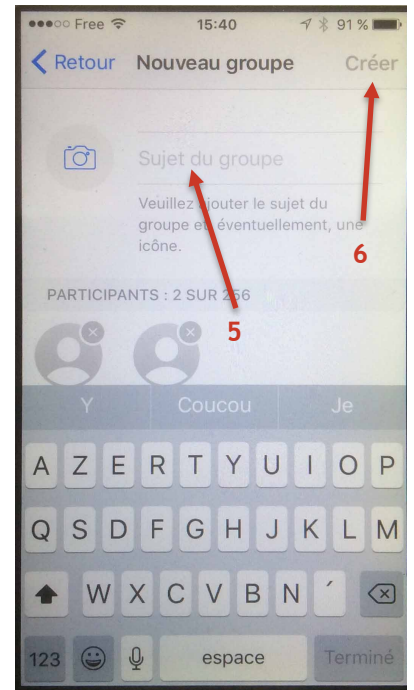 Free 15:40 91 %
Retour Nouveau groupe Créer
Sujet du groupe
Veuillez ajouter le sujet du
groupe et, éventuellement, une
icône.
6
PARTICIPANTS : 2 SUR 256
5
Y Coucou Je
A Z E R T Y U I O P
Q S D F G H J K L M
W X C V B N ´
123 espace Terminé